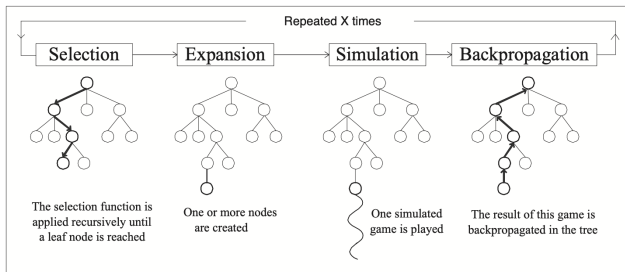 Repeated X times
Selection
Expansion
Simulation
Backpropagation
The selection function is
applied recursively until
a leaf node is reached
One or more nodes
are created
One simulated
game is played
The result of this game is
backpropagated in the tree